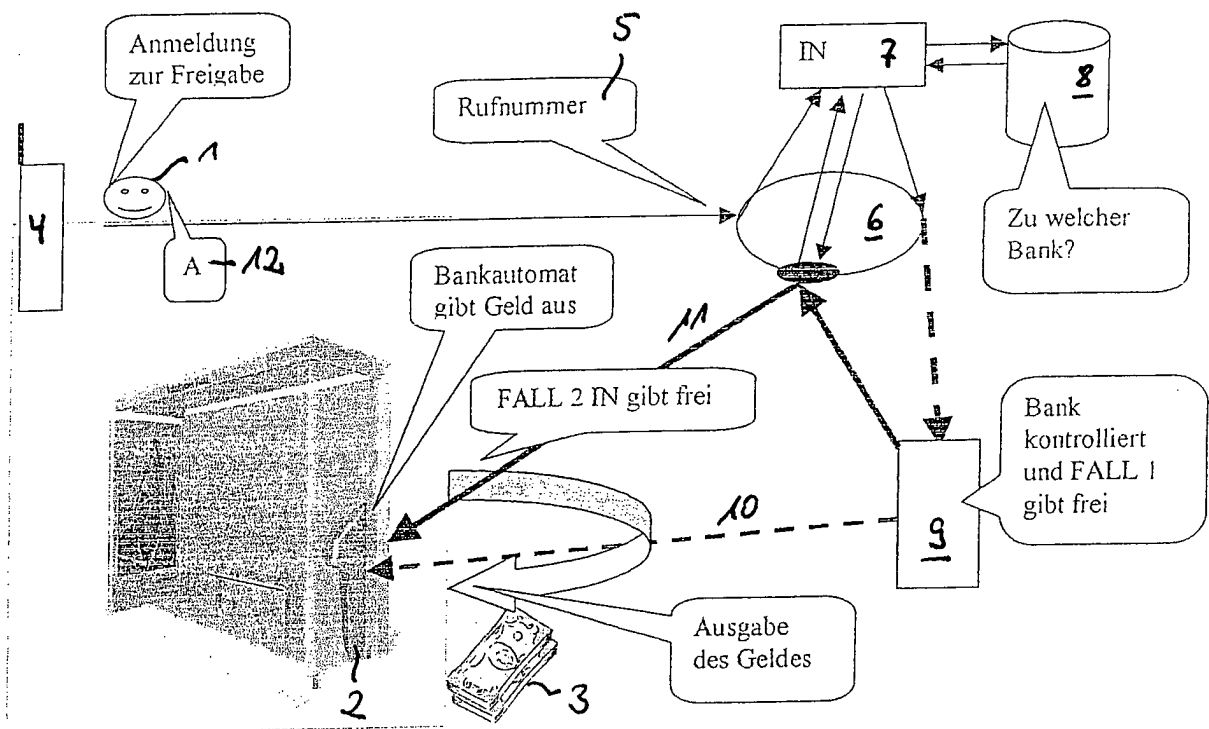 Anmeldung
zur Freigabe
5
Rufnummer
IN 7
8
1
4
A 12
6
Zu welcher
Bank?
Bankautomat
gibt Geld aus
11
FALL 2 IN gibt frei
Bank
kontrolliert
und FALL 1
gibt frei
10
9
Ausgabe
des Geldes
2
3